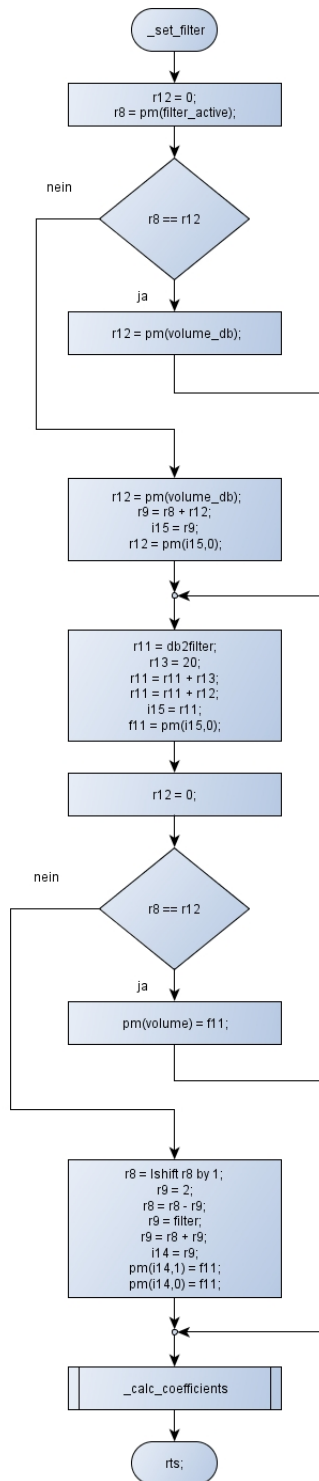 _set_filter
r12 = 0;
r8 = pm(filter_active);
nein
r8 == r12
ja
r12 = pm(volume_db);
r12 = pm(volume_db);
r9 = r8 + r12;
i15 = r9;
r12 = pm(i15,0);
r11 = db2filter;
r13 = 20;
r11 = r11 + r13;
r11 = r11 + r12;
i15 = r11;
f11 = pm(i15,0);
r12 = 0;
nein
r8 == r12
ja
pm(volume) = f11;
r8 = lshift r8 by 1;
r9 = 2;
r8 = r8 - r9;
r9 = filter;
r9 = r8 + r9;
i14 = r9;
pm(i14,1) = f11;
pm(i14,0) = f11;
_calc_coefficients
rts;